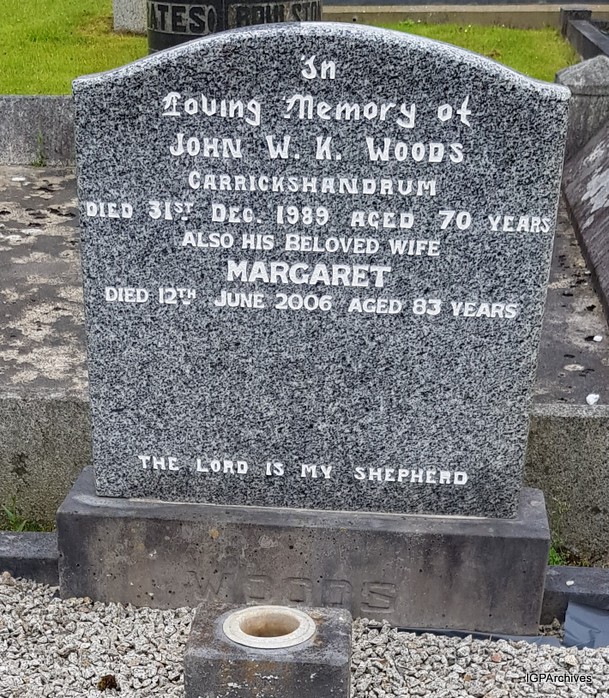 In
Loving Memory of
JOHN W. K. WOODS
CARRICKSHANDRUM
DIED 31ST. DEC. 1989 AGED 70 YEARS
ALSO HIS BELOVED WIFE
MARGARET
DIED 12TH JUNE 2006 AGED 83 YEARS
THE LORD IS MY SHEPHERD
WOODS
IGPArchives